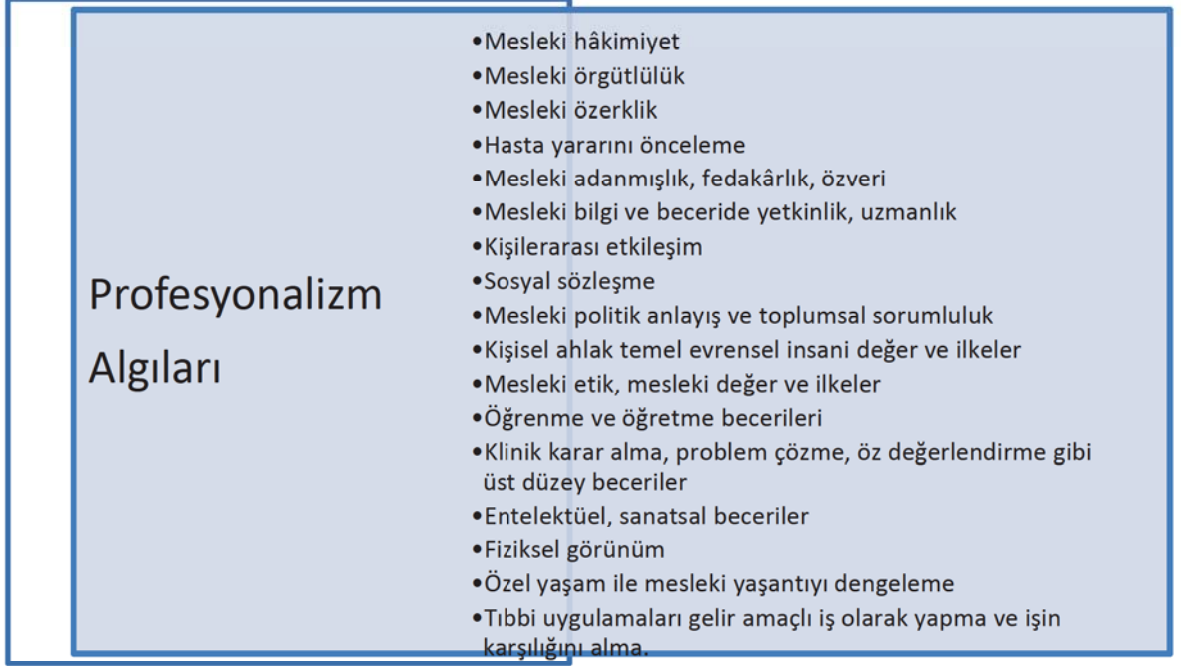 Profesyonalizm
Algıları
•Mesleki hâkimiyet
•Mesleki örgütlülük
•Mesleki özerklik
•Hasta yararını önceleme
•Mesleki adanmışlık, fedakârlık, özveri
•Mesleki bilgi ve beceride yetkinlik, uzmanlık
•Kişilerarası etkileşim
•Sosyal sözleşme
•Mesleki politik anlayış ve toplumsal sorumluluk
•Kişisel ahlak temel evrensel insani değer ve ilkeler
•Mesleki etik, mesleki değer ve ilkeler
•Öğrenme ve öğretme becerileri
•Klinik karar alma, problem çözme, öz değerlendirme gibi
üst düzey beceriler
•Entelektüel, sanatsal beceriler
•Fiziksel görünüm
•Özel yaşam ile mesleki yaşantıyı dengeleme
•Tıbbi uygulamaları gelir amaçlı iş olarak yapma ve işin
karşılığını alma.